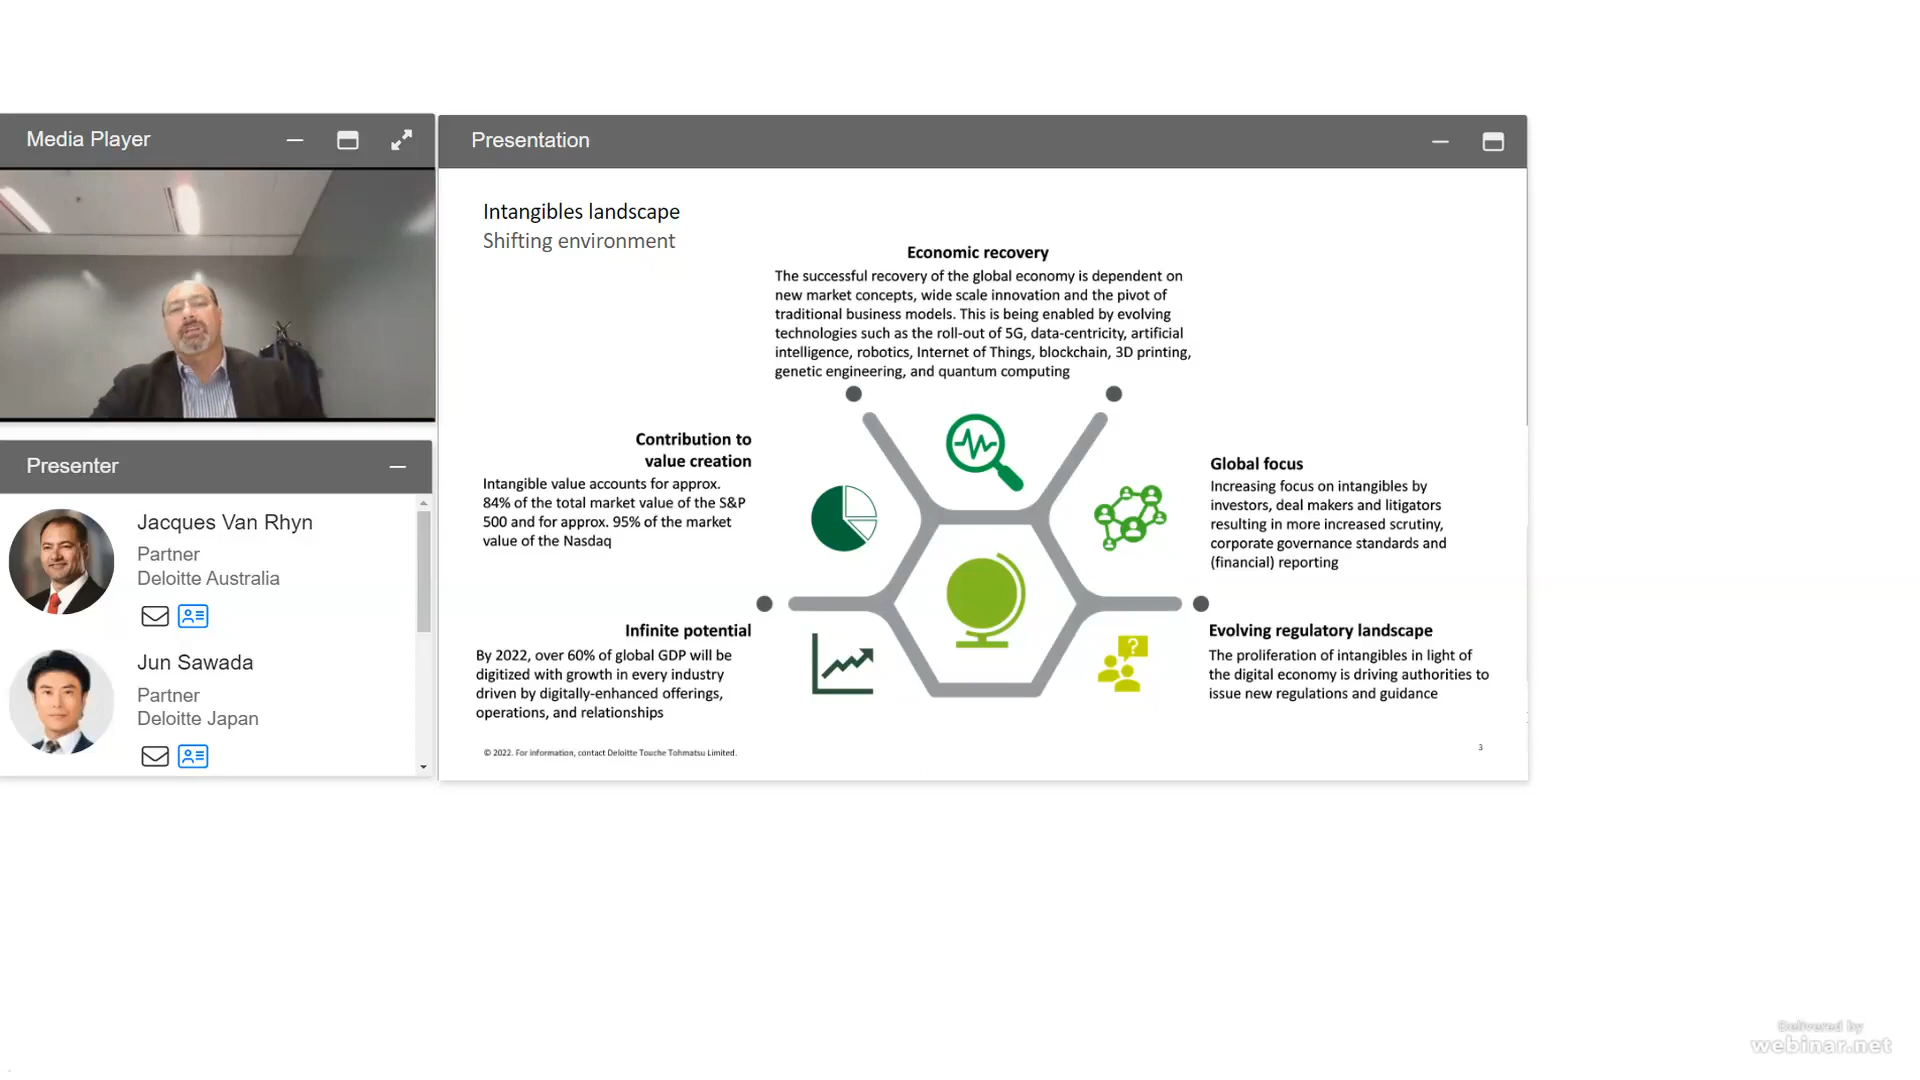 Media Player
Presenter
Jacques Van Rhyn
Partner
Deloitte Australia
Jun Sawada
Partner
Deloitte Japan
Presentation
Intangibles landscape
Shifting environment
Economic recovery
The successful recovery of the global economy is dependent on
new market concepts, wide scale innovation and the pivot of
traditional business models. This is being enabled by evolving
technologies such as the roll-out of 5G, data-centricity, artificial
intelligence, robotics, Internet of Things, blockchain, 3D printing,
genetic engineering, and quantum computing
Contribution to
value creation
Intangible value accounts for approx.
84% of the total market value of the S&P
500 and for approx. 95% of the market
value of the Nasdaq
Global focus
Increasing focus on intangibles by
investors, deal makers and litigators
resulting in more increased scrutiny,
corporate governance standards and
(financial) reporting
Infinite potential
By 2022, over 60% of global GDP will be
digitized with growth in every industry
driven by digitally-enhanced offerings,
operations, and relationships
?
Evolving regulatory landscape
The proliferation of intangibles in light of
the digital economy is driving authorities to
issue new regulations and guidance
© 2022. For information, contact Deloitte Touche Tohmatsu Limited.
3
Delivered by
webinar.net